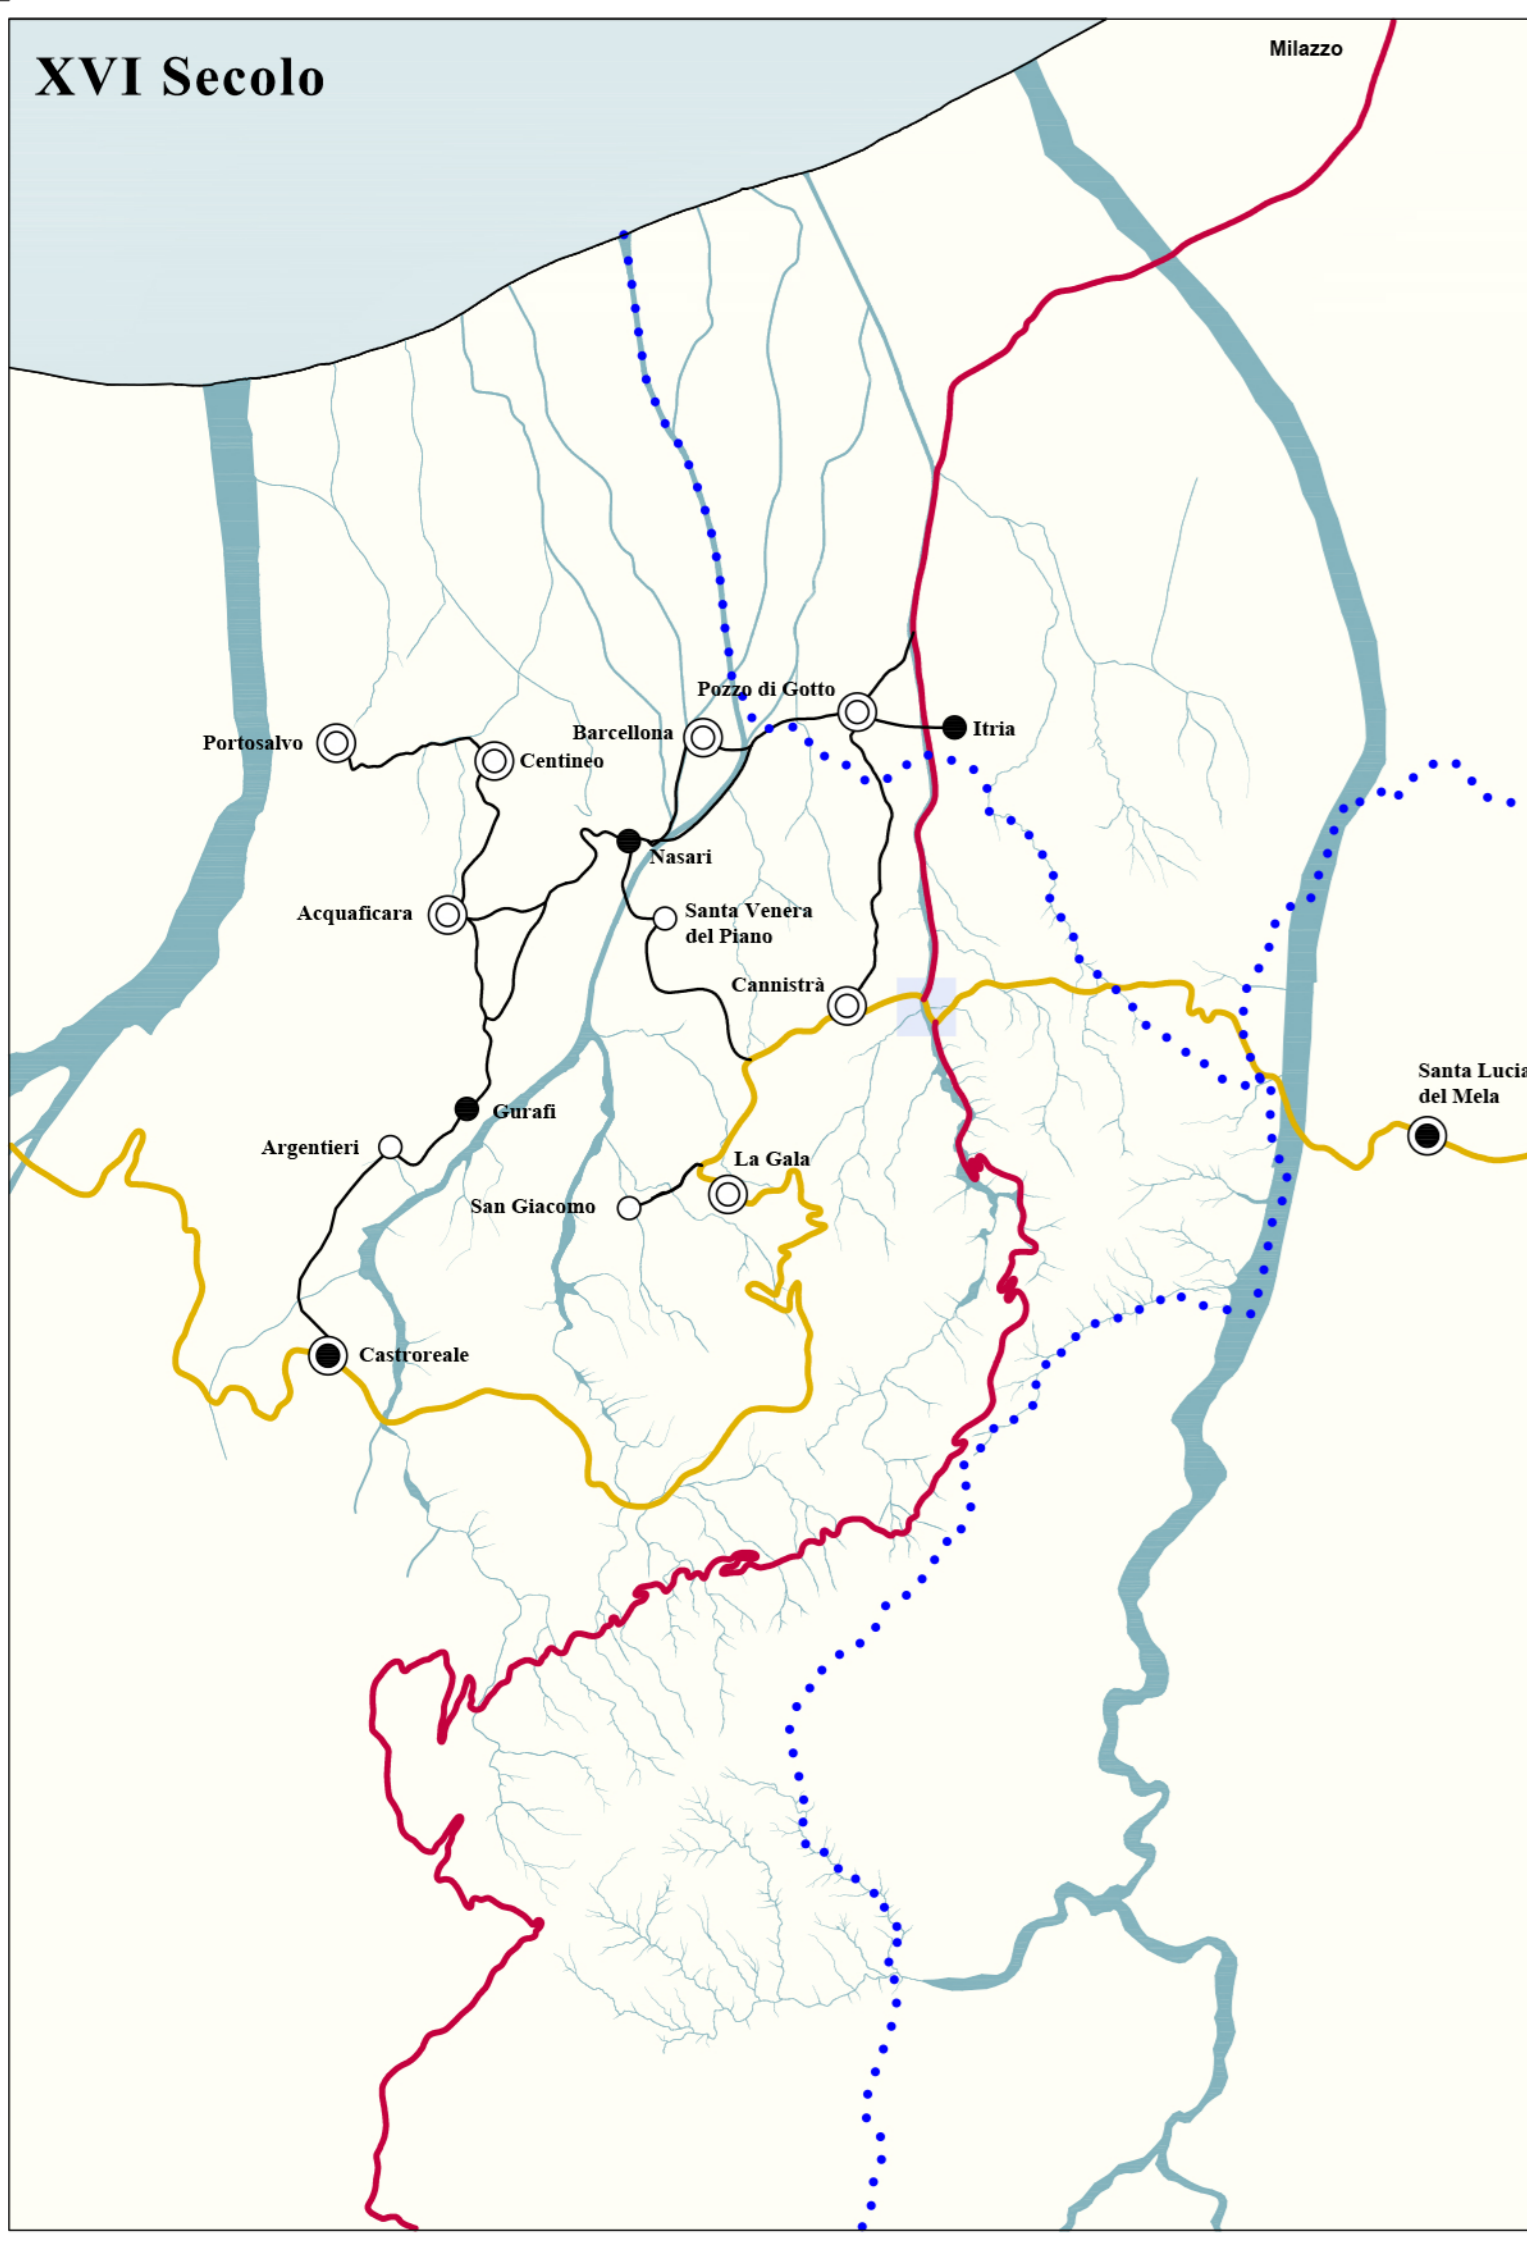 XVI Secolo
Milazzo
Pozzo di Gotto
Itria
Barcellona
Portosalvo
Centineo
Nasari
Acquaficara
Santa Venera
del Piano
Cannistrà
Santa Lucia
del Mela
Gurafi
Argentieri
La Gala
San Giacomo
Castroreale